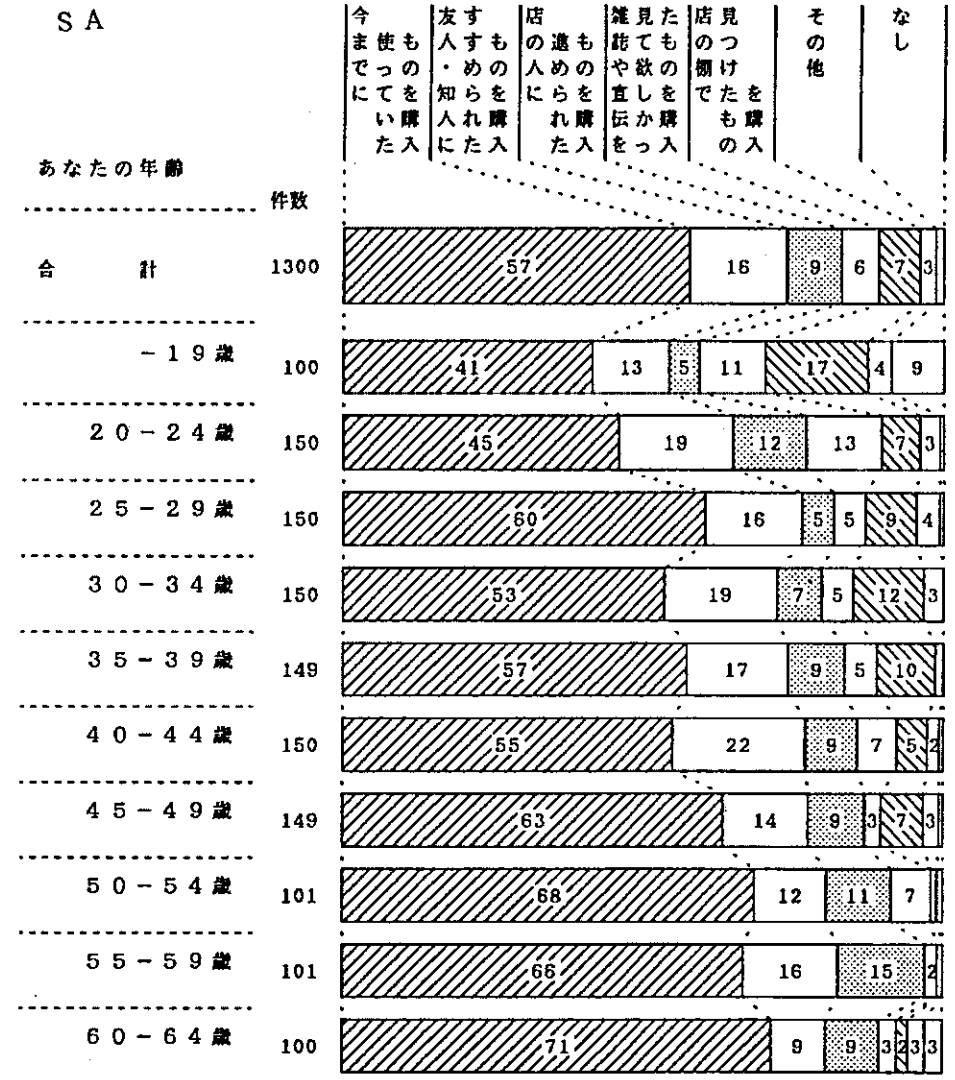 SA
今までに
使っていた
ものを購入
友人・知人に
すすめられた
ものを購入
店の人に
進められた
ものを購入
雑誌や宣伝を
見て欲しかっ
たものを購入
店の棚で
見つけたもの
を購入
その他
なし
あなたの年齢
件数
合計 1300 57 16 9 6 7 3
-19歳 100 41 13 5 11 17 4 9
20-24歳 150 45 19 12 13 7 3
25-29歳 150 60 16 5 5 9 4
30-34歳 150 53 19 7 5 12 3
35-39歳 149 57 17 9 5 10
40-44歳 150 55 22 9 7 5 2
45-49歳 149 63 14 9 3 7 3
50-54歳 101 68 12 11 7
55-59歳 101 66 16 15 2
60-64歳 100 71 9 9 3 2 3 3